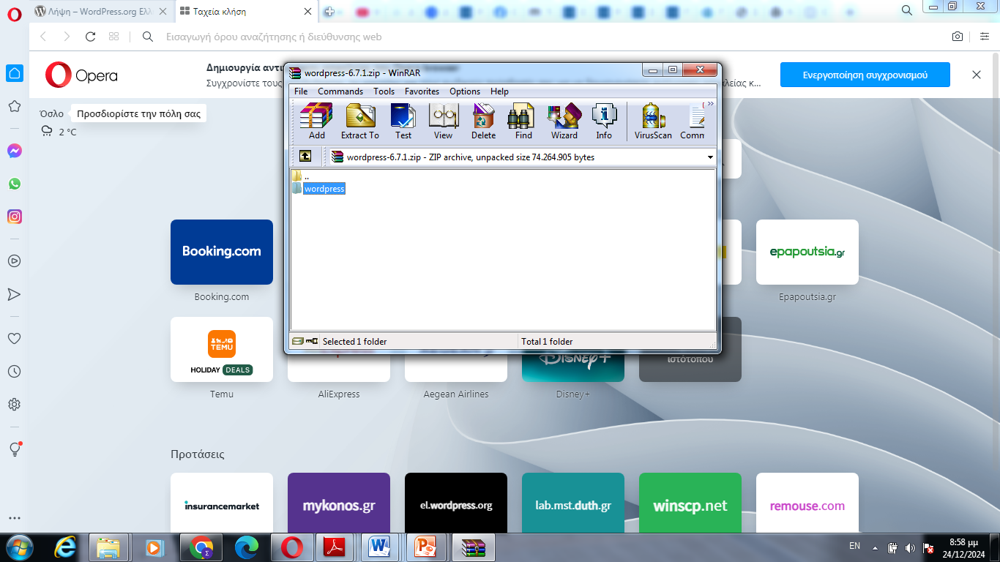 Λήψη – WordPress.org Ελλ
Ταχεία κλήση
Εισαγωγή όρου αναζήτησης ή διεύθυνσης web
Opera
Δημιουργία αντι
Συγχρονίστε τους
Ενεργοποίηση συγχρονισμού
Όσλο
Προσδιορίστε την πόλη σας
2 °C
wordpress-6.7.1.zip - WinRAR
File Commands Tools Favorites Options Help
Add Extract To Test View Delete Find Wizard Info VirusScan Comm
wordpress-6.7.1.zip - ZIP archive, unpacked size 74.264.905 bytes
..
wordpress
Selected 1 folder
Total 1 folder
Booking.com
epapoutsia.gr
Booking.com
Epapoutsia.gr
TEMU
HOLIDAY DEALS
Disney+
ιστότοπου
Temu
AliExpress
Aegean Airlines
Disney+
Προτάσεις
insurancemarket
mykonos.gr
el.wordpress.org
lab.mst.duth.gr
winscp.net
remouse.com
EN
8:58 μμ
24/12/2024